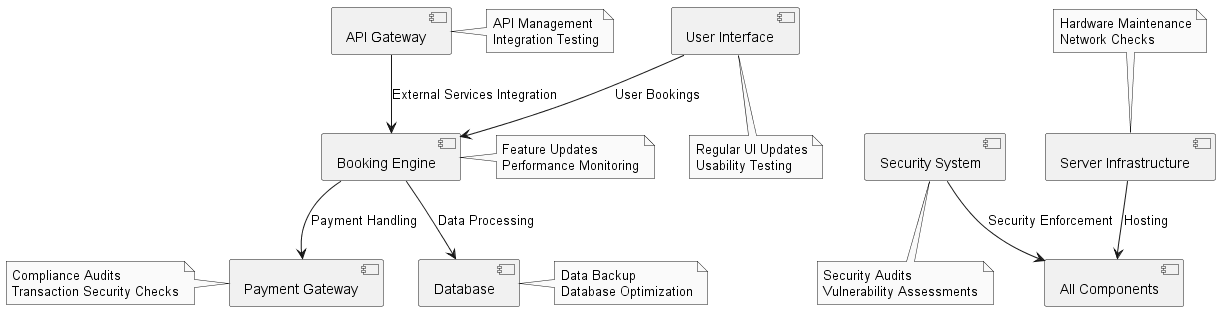 API Gateway
API Management
Integration Testing
User Interface
Hardware Maintenance
Network Checks
External Services Integration
User Bookings
Booking Engine
Feature Updates
Performance Monitoring
Regular UI Updates
Usability Testing
Security System
Server Infrastructure
Payment Handling
Data Processing
Security Enforcement
Hosting
Compliance Audits
Transaction Security Checks
Payment Gateway
Database
Data Backup
Database Optimization
Security Audits
Vulnerability Assessments
All Components